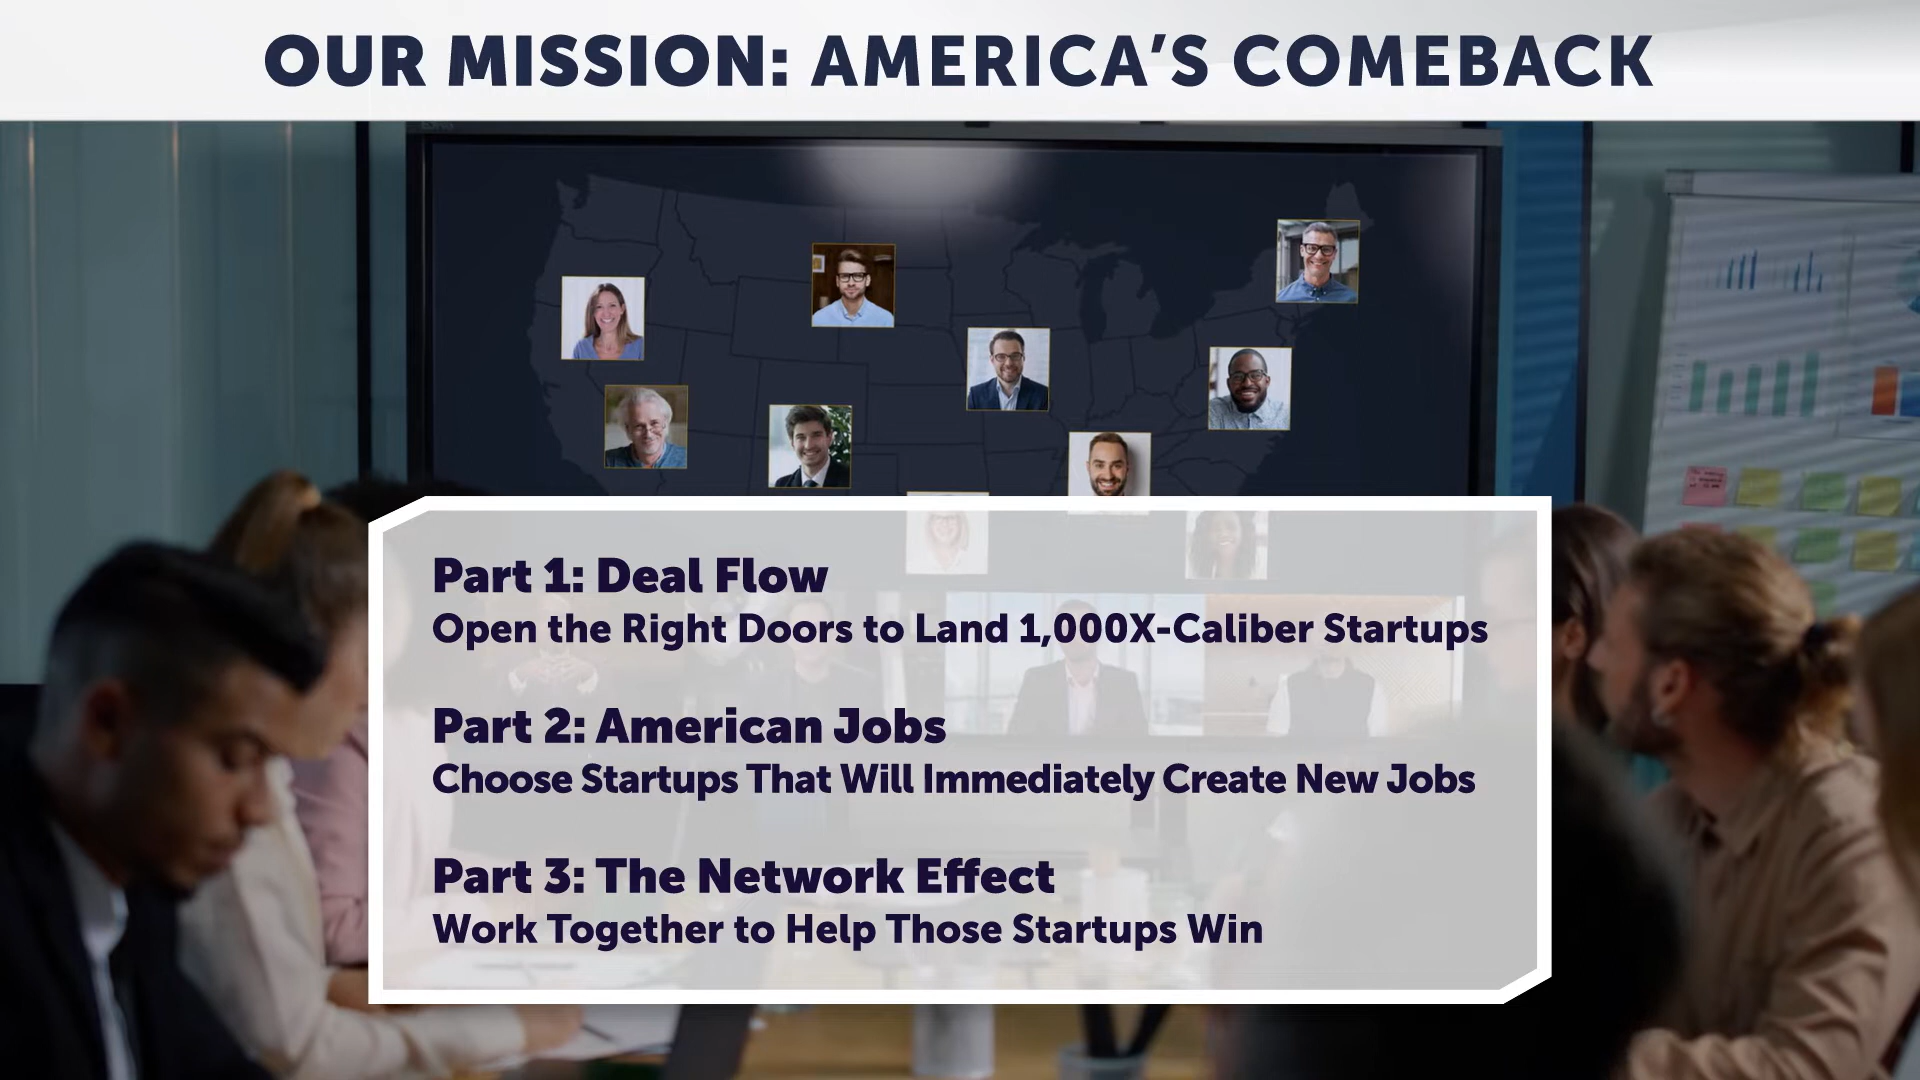 OUR MISSION: AMERICA'S COMEBACK
Part 1: Deal Flow
Open the Right Doors to Land 1,000X-Caliber Startups
Part 2: American Jobs
Choose Startups That Will Immediately Create New Jobs
Part 3: The Network Effect
Work Together to Help Those Startups Win